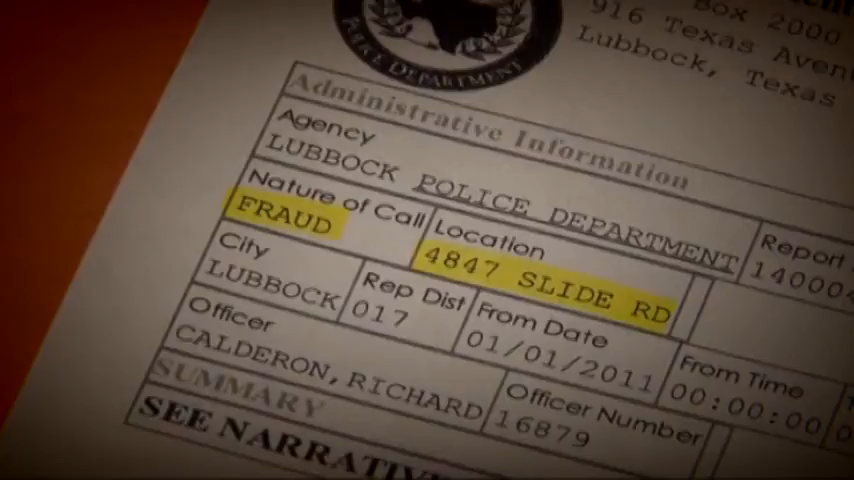 Box 2000
916 Texas Aven
Lubbock, Texas
POLICE DEPARTMENT
Administrative Information
Agency
LUBBOCK POLICE DEPARTMENT
Report
14000
Nature of Call
FRAUD
Location
4847 SLIDE RD
City
LUBBOCK
Rep Dist
017
From Date
01/01/2011
From Time
00:00:00
Officer
CALDERON, RICHARD
Officer Number
16879
SUMMARY
SEE NARRATIV